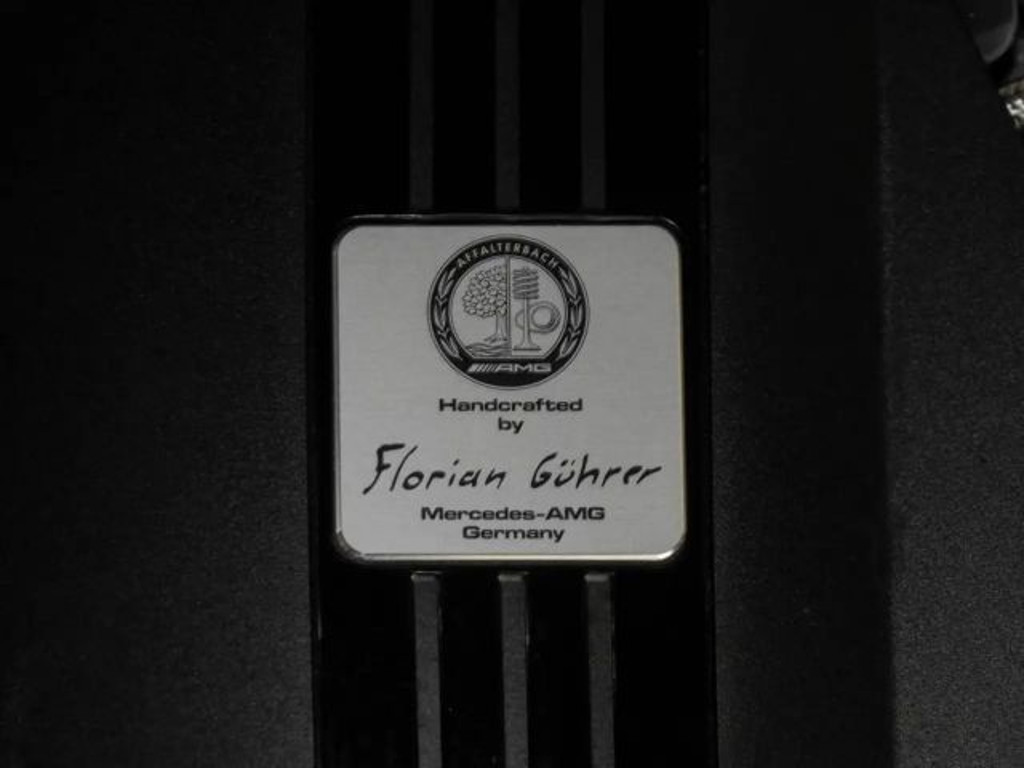 AFFALTERBACH
AMG
Handcrafted
by
Florian Gührer
Mercedes-AMG
Germany